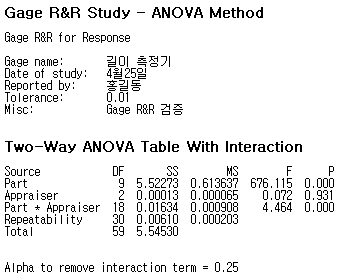 Gage R&R Study - ANOVA Method
Gage R&R for Response
Gage name: 길이 측정기
Date of study: 4월25일
Reported by: 홍길동
Tolerance: 0.01
Misc: Gage R&R 검증
Two-Way ANOVA Table With Interaction
Source DF SS MS F P
Part 9 5.52273 0.613637 676.115 0.000
Appraiser 2 0.00013 0.000065 0.072 0.931
Part * Appraiser 18 0.01634 0.000908 4.464 0.000
Repeatability 30 0.00610 0.000203
Total 59 5.54530
Alpha to remove interaction term = 0.25